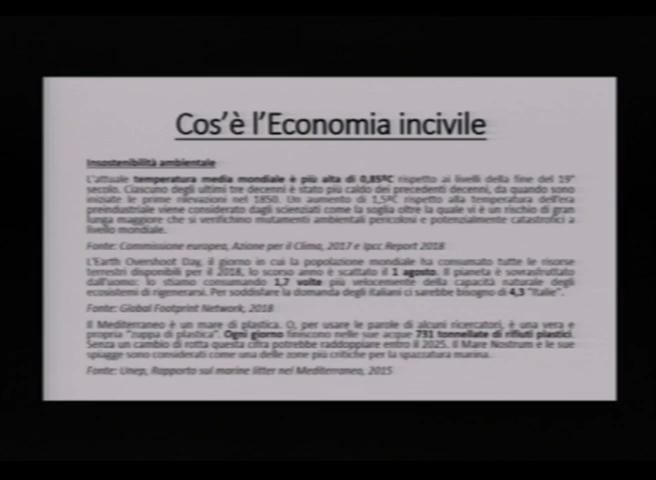 Cos'è l'Economia incivile
Insostenibilità ambientale
L'attuale temperatura media mondiale è più alta di 0,85ºC rispetto ai livelli della fine del 19°
secolo. Ciascuno degli ultimi tre decenni è stato più caldo dei precedenti decenni, da quando sono
iniziate le prime rilevazioni nel 1850. Un aumento di 1,5ºC rispetto alla temperatura dell'era
preindustriale viene considerato dagli scienziati come la soglia oltre la quale vi è un rischio di gran
lunga maggiore che si verifichino mutamenti ambientali pericolosi e potenzialmente catastrofici a
livello mondiale.
Fonte: Commissione europea, Azione per il Clima, 2017 e Ipcc Report 2018
L'Earth Overshoot Day, il giorno in cui la popolazione mondiale ha consumato tutte le risorse
terrestri disponibili per il 2018, lo scorso anno è scattato il 1 agosto. Il pianeta è sovrasfruttato
dall'uomo: lo stiamo consumando 1,7 volte più velocemente della capacità naturale degli
ecosistemi di rigenerarsi. Per soddisfare la domanda degli italiani ci sarebbe bisogno di 4,3 "Italie".
Fonte: Global Footprint Network, 2018
Il Mediterraneo è un mare di plastica. O, per usare le parole di alcuni ricercatori, è una vera e
propria "zuppa di plastica". Ogni giorno finiscono nelle sue acque 731 tonnellate di rifiuti plastici.
Senza un cambio di rotta questa cifra potrebbe raddoppiare entro il 2025. Il Mare Nostrum e le sue
spiagge sono considerati come una delle zone più critiche per la spazzatura marina.
Fonte: Unep, Rapporto sul marine litter nel Mediterraneo, 2015